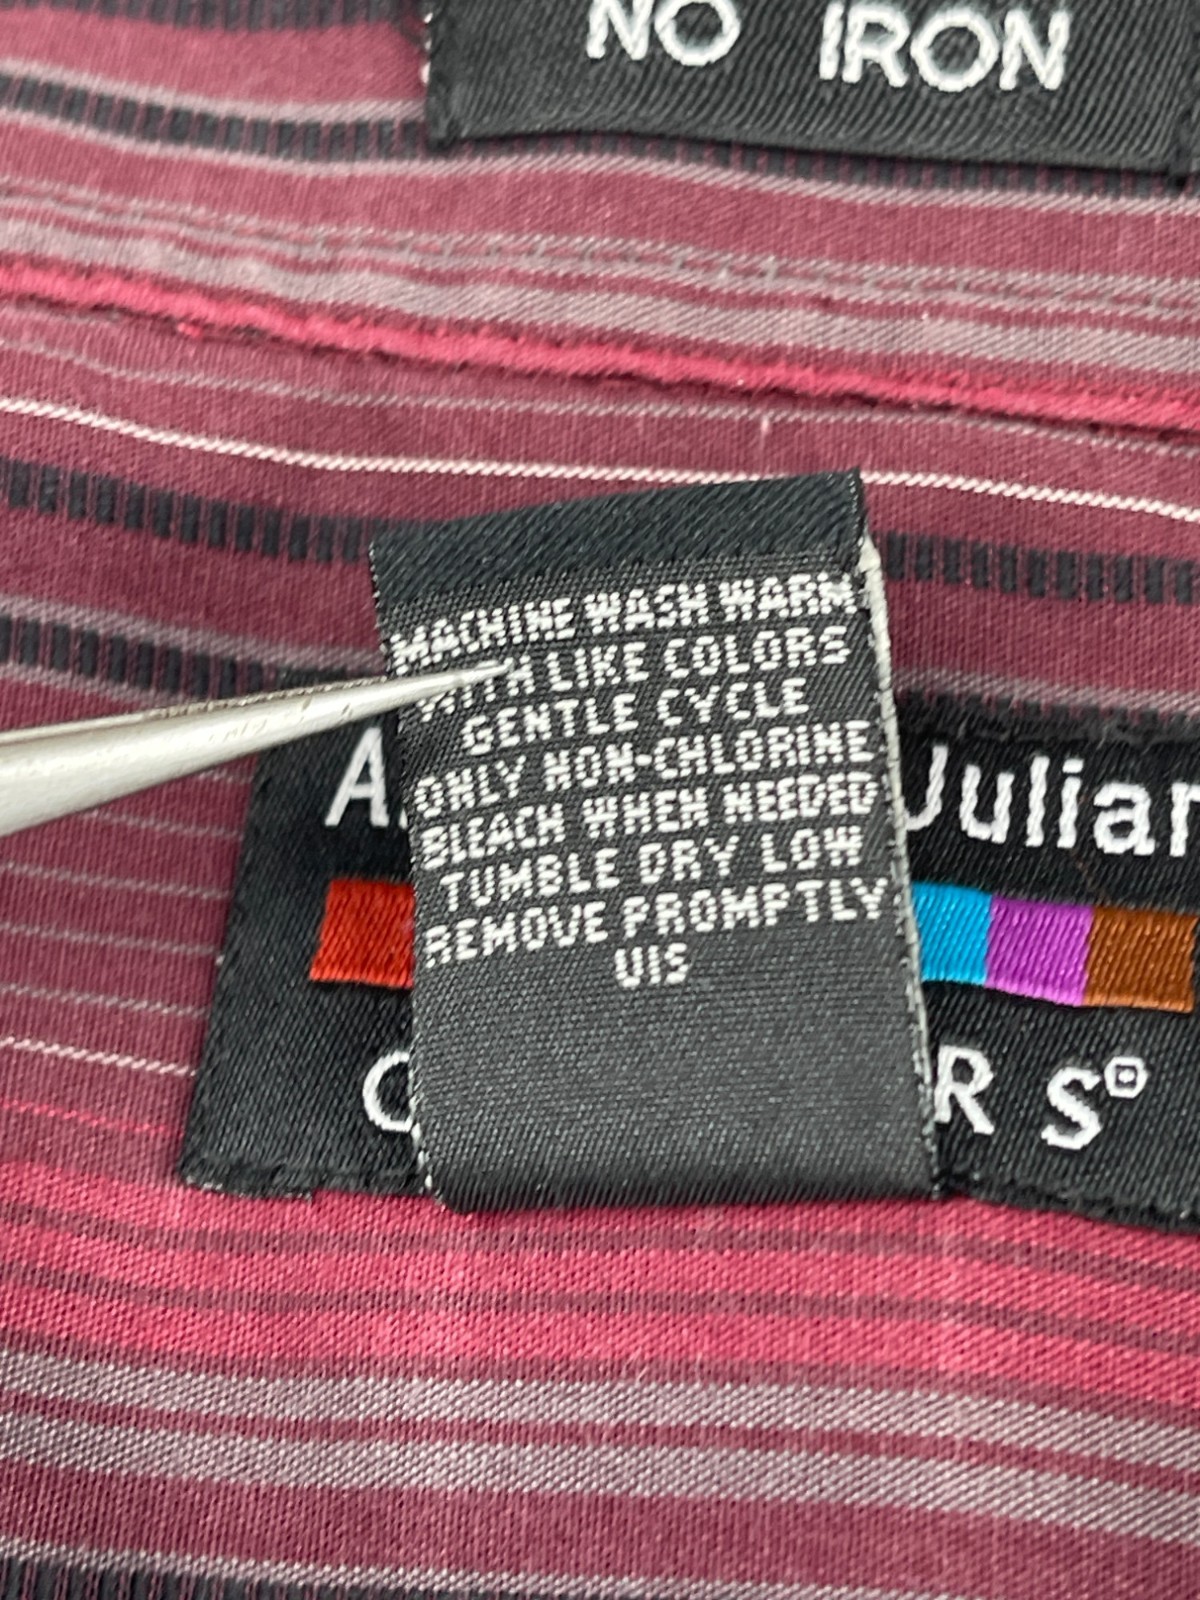 NO IRON
MACHINE WASH WARM
WITH LIKE COLORS
GENTLE CYCLE
ONLY NON-CHLORINE
BLEACH WHEN NEEDED
TUMBLE DRY LOW
REMOVE PROMPTLY
UIS
Julian